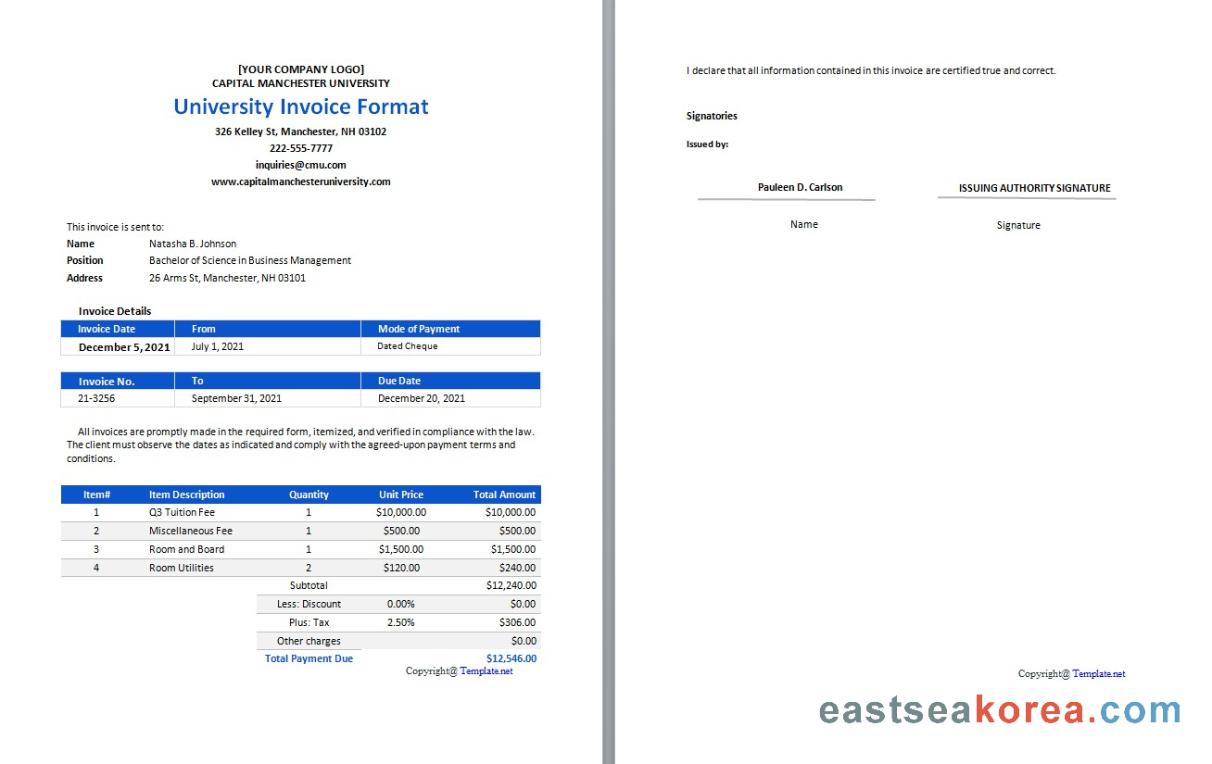 [YOUR COMPANY LOGO]
CAPITAL MANCHESTER UNIVERSITY
University Invoice Format
326 Kelley St, Manchester, NH 03102
222-555-7777
inquiries@cmu.com
www.capitalmanchesteruniversity.com
This invoice is sent to:
Name Natasha B. Johnson
Position Bachelor of Science in Business Management
Address 26 Arms St, Manchester, NH 03101
Invoice Details
Invoice Date From Mode of Payment
December 5, 2021 July 1, 2021 Dated Cheque
Invoice No. To Due Date
21-3256 September 31, 2021 December 20, 2021
All invoices are promptly made in the required form, itemized, and verified in compliance with the law.
The client must observe the dates as indicated and comply with the agreed-upon payment terms and
conditions.
Item# Item Description Quantity Unit Price Total Amount
1 Q3 Tuition Fee 1 $10,000.00 $10,000.00
2 Miscellaneous Fee 1 $500.00 $500.00
3 Room and Board 1 $1,500.00 $1,500.00
4 Room Utilities 2 $120.00 $240.00
Subtotal $12,240.00
Less: Discount 0.00% $0.00
Plus: Tax 2.50% $306.00
Other charges $0.00
Total Payment Due $12,546.00
Copyright@ Template.net
I declare that all information contained in this invoice are certified true and correct.
Signatories
Issued by:
Pauleen D. Carlson ISSUING AUTHORITY SIGNATURE
Name Signature
Copyright@ Template.net
eastseakorea.com